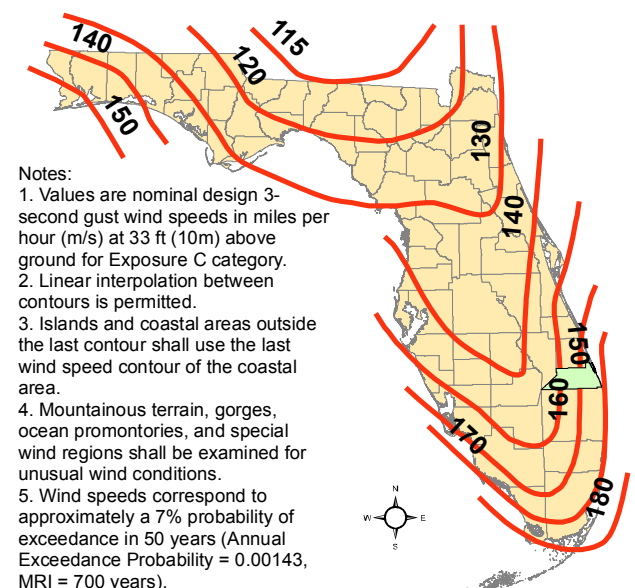 115
140
120
150
130
Notes:
1. Values are nominal design 3-
second gust wind speeds in miles per
hour (m/s) at 33 ft (10m) above
ground for Exposure C category.
2. Linear interpolation between
contours is permitted.
3. Islands and coastal areas outside
the last contour shall use the last
wind speed contour of the coastal
area.
4. Mountainous terrain, gorges,
ocean promontories, and special
wind regions shall be examined for
unusual wind conditions.
5. Wind speeds correspond to
approximately a 7% probability of
exceedance in 50 years (Annual
Exceedance Probability = 0.00143,
MRI = 700 years).
140
150
160
170
180
N
W E
S